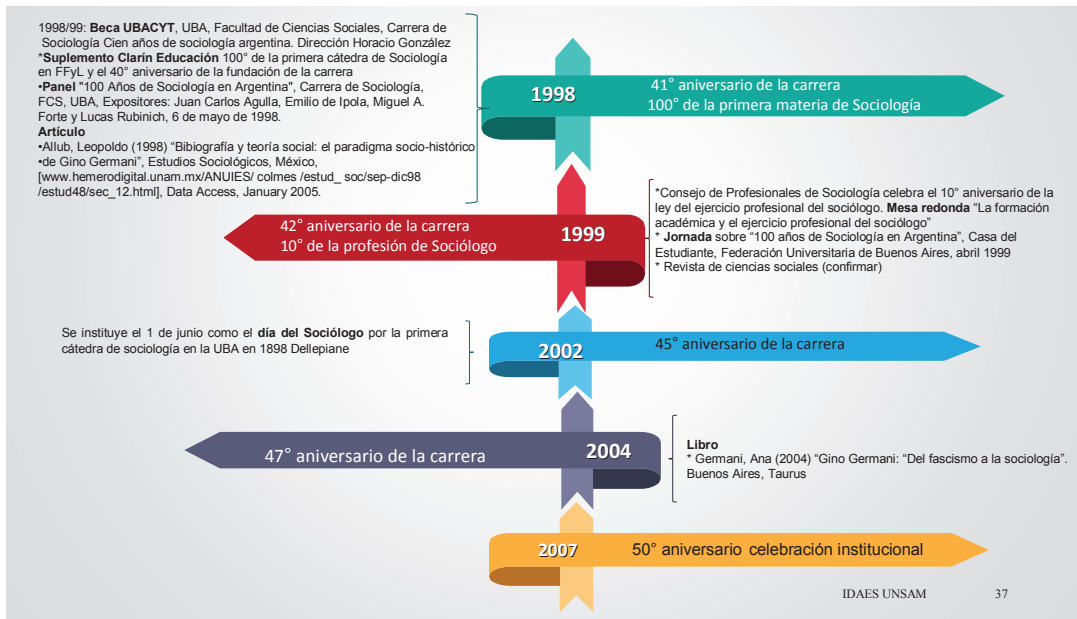 1998/99: Beca UBACYT, UBA, Facultad de Ciencias Sociales, Carrera de
Sociología Cien años de sociología argentina. Dirección Horacio González
*Suplemento Clarín Educación 100° de la primera cátedra de Sociología
en FFyL y el 40° aniversario de la fundación de la carrera
•Panel "100 Años de Sociología en Argentina", Carrera de Sociología,
FCS, UBA, Expositores: Juan Carlos Agulla, Emilio de Ipola, Miguel A.
Forte y Lucas Rubinich, 6 de mayo de 1998.
Artículo
•Allub, Leopoldo (1998) “Bibiografía y teoría social: el paradigma socio-histórico
•de Gino Germani”, Estudios Sociológicos, México,
[www.hemerodigital.unam.mx/ANUIES/ colmes /estud_ soc/sep-dic98
/estud48/sec_12.html], Data Access, January 2005.
1998
41° aniversario de la carrera
100° de la primera materia de Sociología
42° aniversario de la carrera
10° de la profesión de Sociólogo
1999
*Consejo de Profesionales de Sociología celebra el 10° aniversario de la
ley del ejercicio profesional del sociólogo. Mesa redonda “La formación
académica y el ejercicio profesional del sociólogo”
* Jornada sobre “100 años de Sociología en Argentina”, Casa del
Estudiante, Federación Universitaria de Buenos Aires, abril 1999
* Revista de ciencias sociales (confirmar)
Se instituye el 1 de junio como el día del Sociólogo por la primera
cátedra de sociología en la UBA en 1898 Dellepiane
2002
45° aniversario de la carrera
47° aniversario de la carrera
2004
Libro
* Germani, Ana (2004) “Gino Germani: “Del fascismo a la sociología”.
Buenos Aires, Taurus
2007
50° aniversario celebración institucional
IDAES UNSAM
37